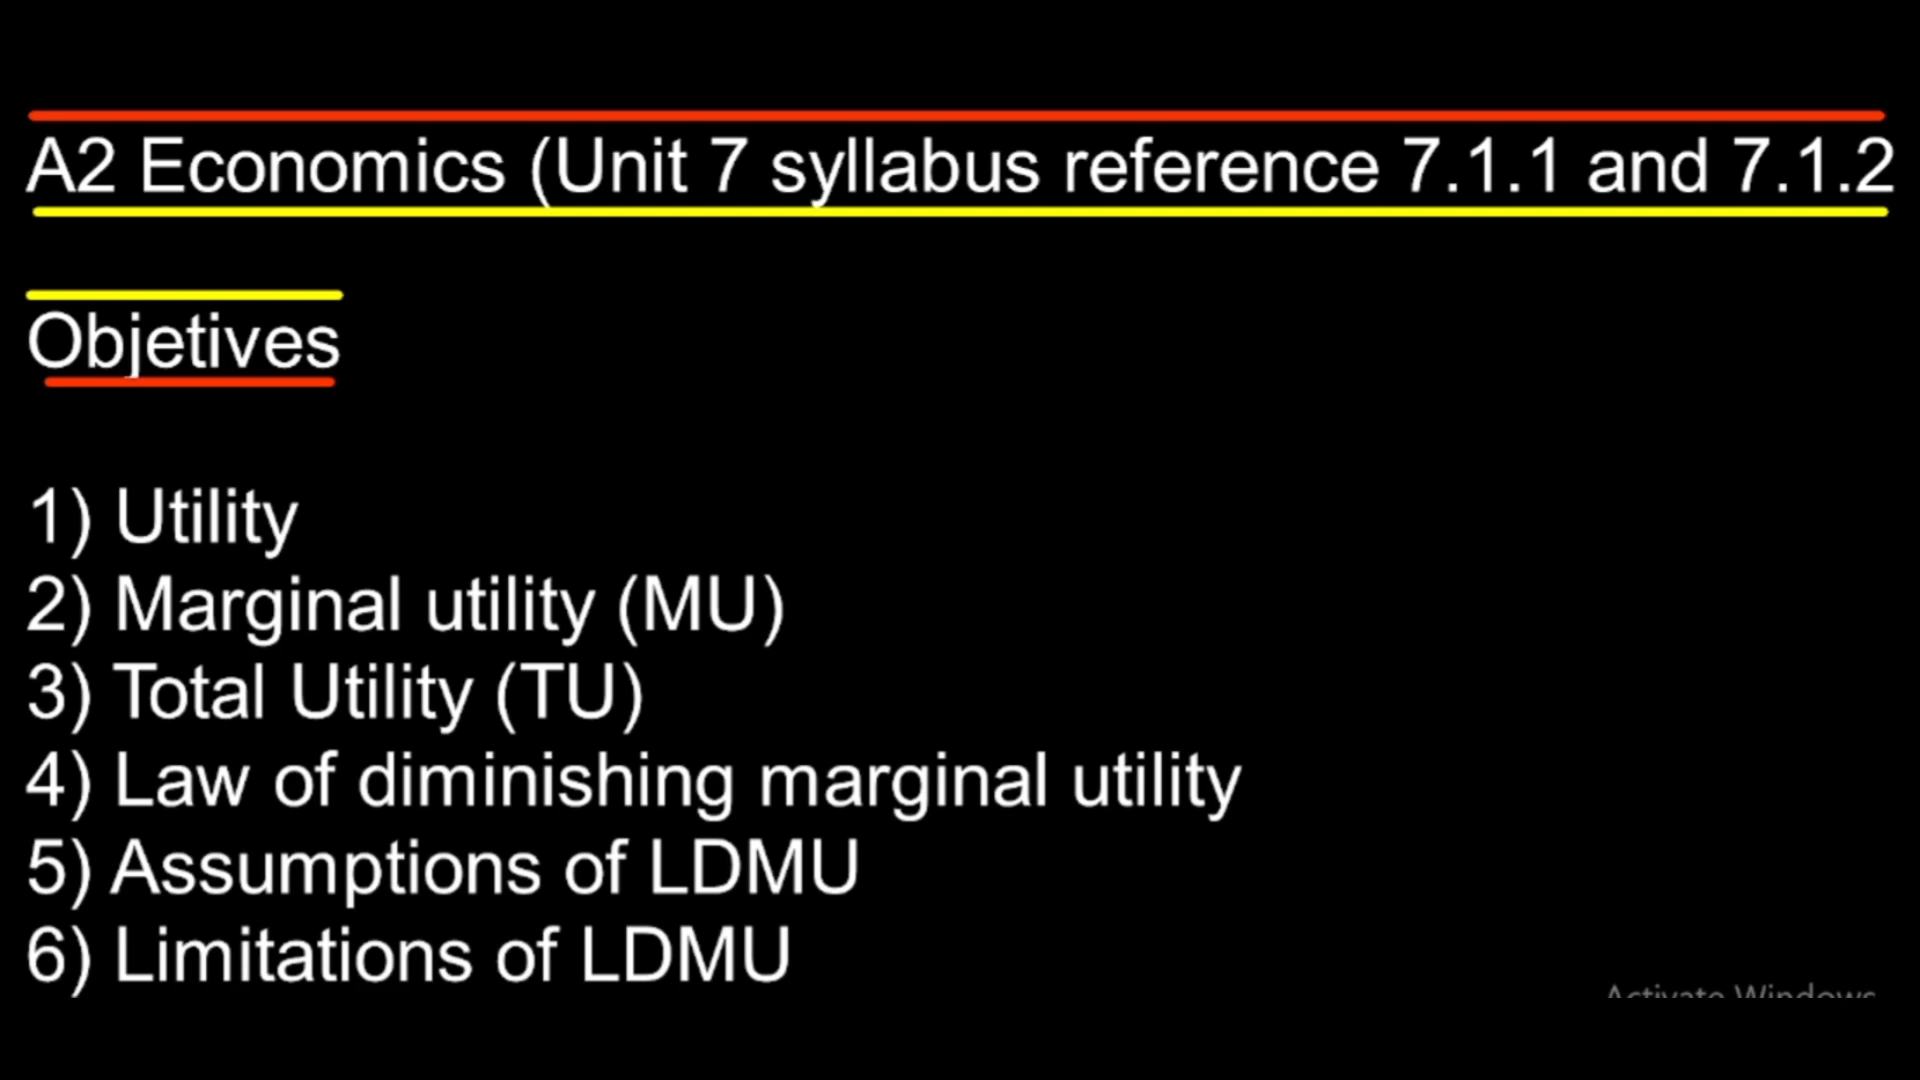 A2 Economics (Unit 7 syllabus reference 7.1.1 and 7.1.2
Objetives
1) Utility
2) Marginal utility (MU)
3) Total Utility (TU)
4) Law of diminishing marginal utility
5) Assumptions of LDMU
6) Limitations of LDMU
Activate Windows